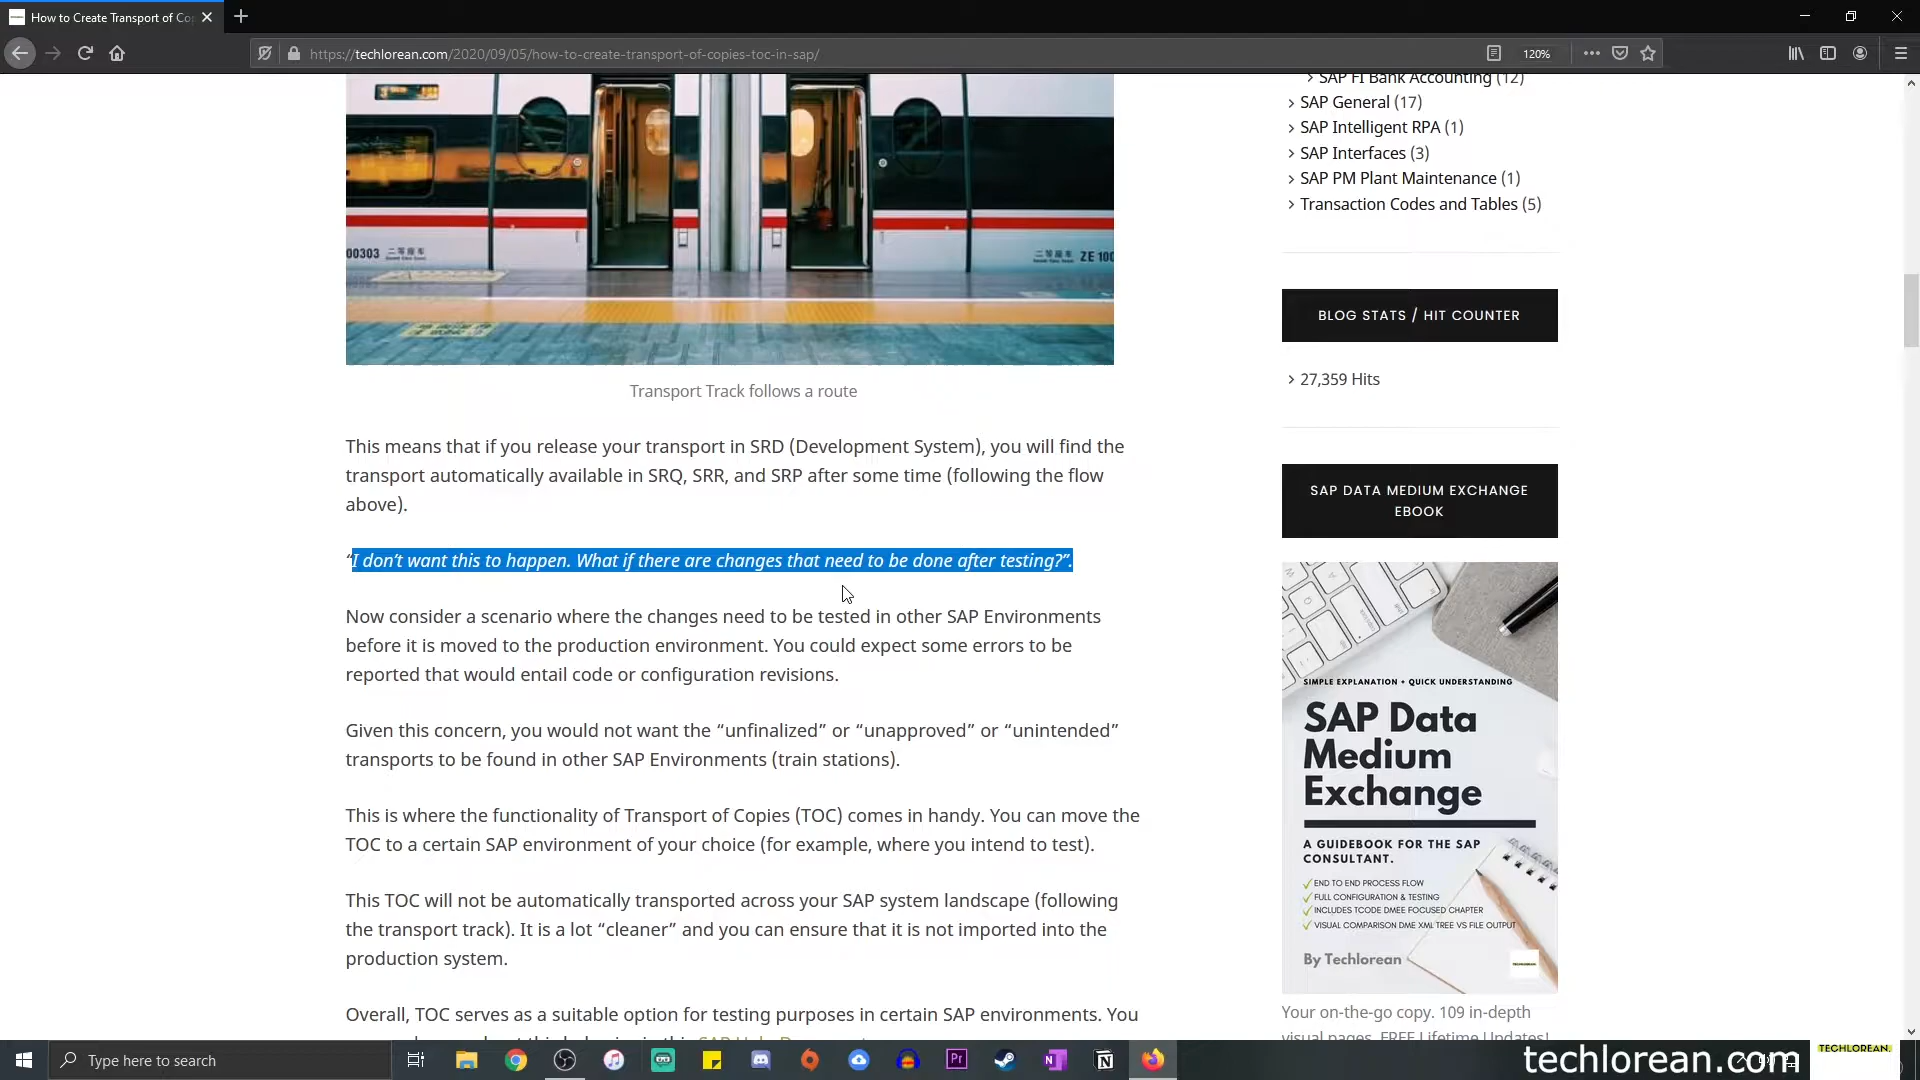 How to Create Transport of Co
https://techlorean.com/2020/09/05/how-to-create-transport-of-copies-toc-in-sap/
120%
00303 二等座车
二等座车 ZE 100
Transport Track follows a route
This means that if you release your transport in SRD (Development System), you will find the
transport automatically available in SRQ, SRR, and SRP after some time (following the flow
above).
“I don’t want this to happen. What if there are changes that need to be done after testing?”.
Now consider a scenario where the changes need to be tested in other SAP Environments
before it is moved to the production environment. You could expect some errors to be
reported that would entail code or configuration revisions.
Given this concern, you would not want the “unfinalized” or “unapproved” or “unintended”
transports to be found in other SAP Environments (train stations).
This is where the functionality of Transport of Copies (TOC) comes in handy. You can move the
TOC to a certain SAP environment of your choice (for example, where you intend to test).
This TOC will not be automatically transported across your SAP system landscape (following
the transport track). It is a lot “cleaner” and you can ensure that it is not imported into the
production system.
Overall, TOC serves as a suitable option for testing purposes in certain SAP environments. You
SAP FI Bank Accounting (12)
SAP General (17)
SAP Intelligent RPA (1)
SAP Interfaces (3)
SAP PM Plant Maintenance (1)
Transaction Codes and Tables (5)
BLOG STATS / HIT COUNTER
27,359 Hits
SAP DATA MEDIUM EXCHANGE
EBOOK
SIMPLE EXPLANATION + QUICK UNDERSTANDING
SAP Data
Medium
Exchange
A GUIDEBOOK FOR THE SAP
CONSULTANT.
END TO END PROCESS FLOW
FULL CONFIGURATION & TESTING
INCLUDES TCODE DMEE FOCUSED CHAPTER
VISUAL COMPARISON DME XML TREE VS FILE OUTPUT
By Techlorean
Your on-the-go copy. 109 in-depth
visual pages. FREE Lifetime Updates!
Type here to search
Pr
techlorean.com
TECHLOREAN.